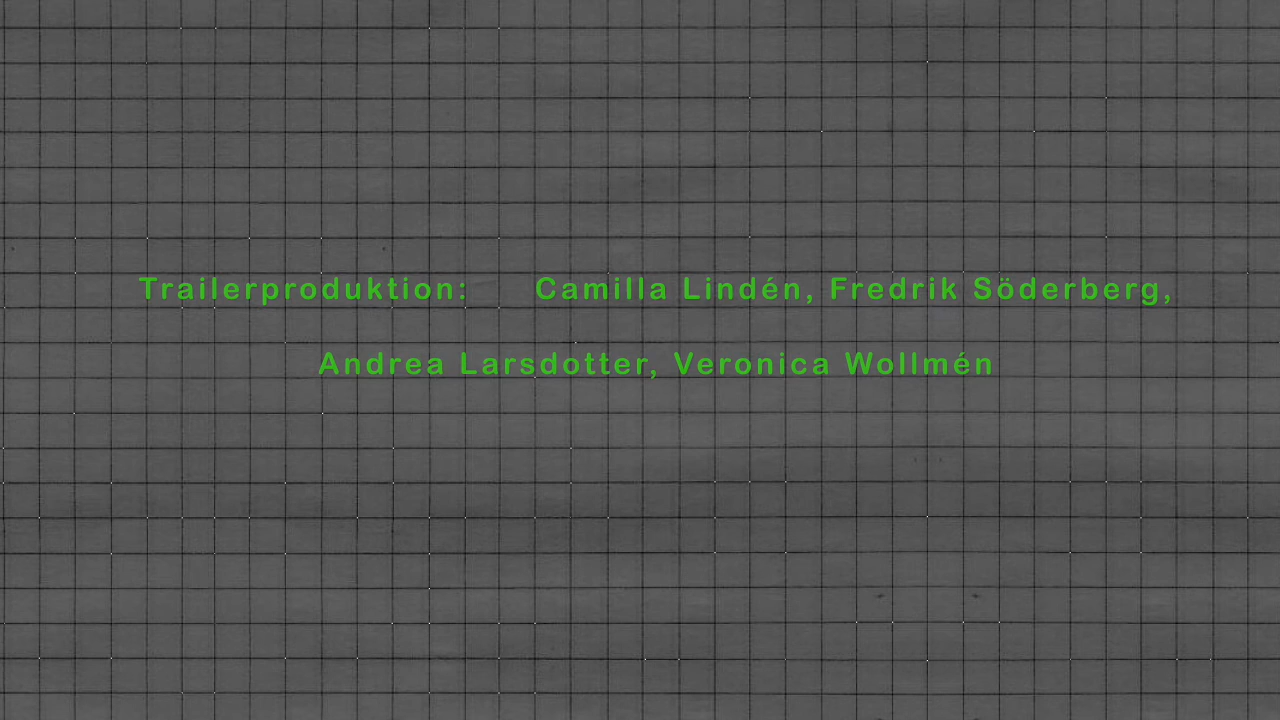 Trailerproduktion: Camilla Lindén, Fredrik Söderberg,
Andrea Larsdotter, Veronica Wollmén